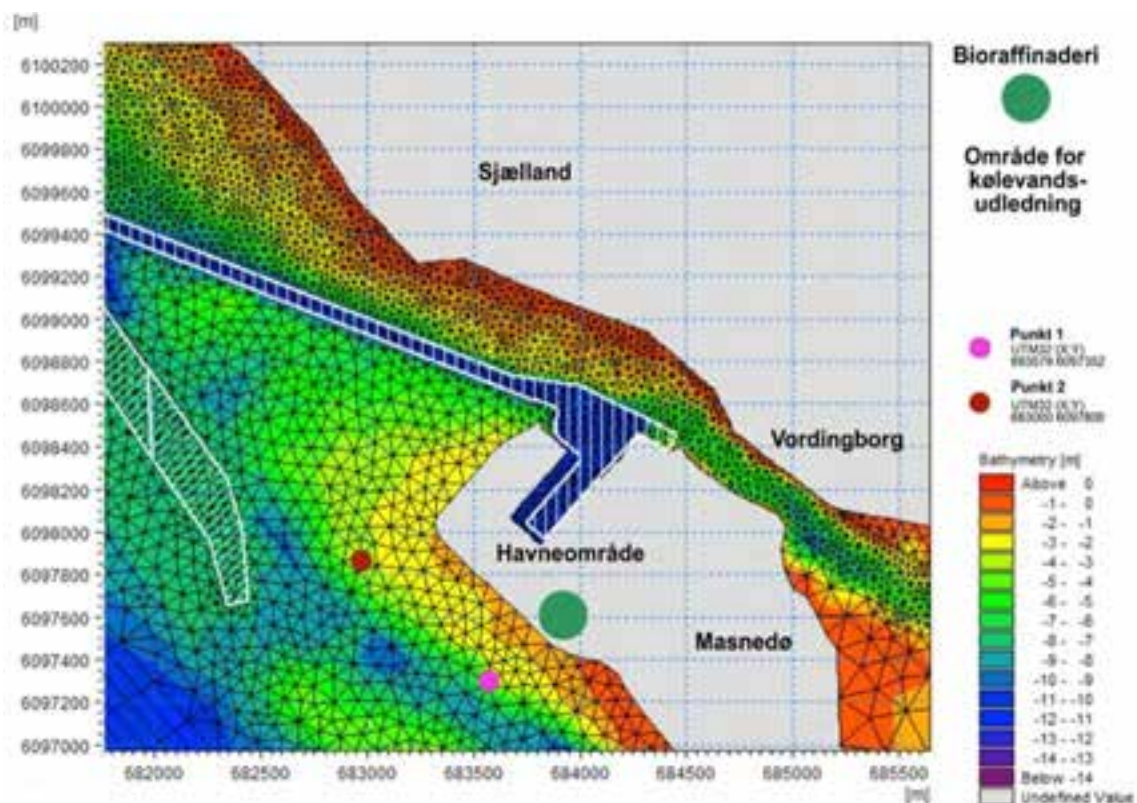 [m]
6100200
6100000
6099800
6099600
6099400
6099200
6099000
6098800
6098600
6098400
6098200
6098000
6097800
6097600
6097400
6097200
6097000
682000 682500 683000 683500 684000 684500 685000 685500
[m]
Sjælland
Vordingborg
Havneområde
Masnedø
Bioraffinaderi
Område for
kølevands-
udledning
Punkt 1
UTM32 (X,Y)
Punkt 2
UTM32 (X,Y)
Bathymetry [m]
Above 0
-1 - 0
-2 - -1
-3 - -2
-4 - -3
-5 - -4
-6 - -5
-7 - -6
-8 - -7
-9 - -8
-10 - -9
-11 - -10
-12 - -11
-13 - -12
-14 - -13
Below -14
Undefined Value